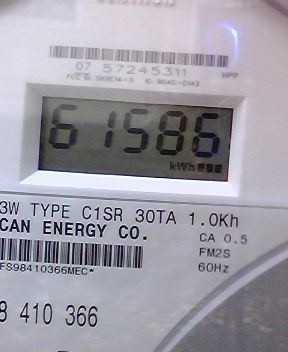 07 57245311
61586
kWh
3W TYPE C1SR 30TA 1.0Kh
CAN ENERGY CO.
CA 0.5
FM2S
FS98410366MEC*
60Hz
8 410 366